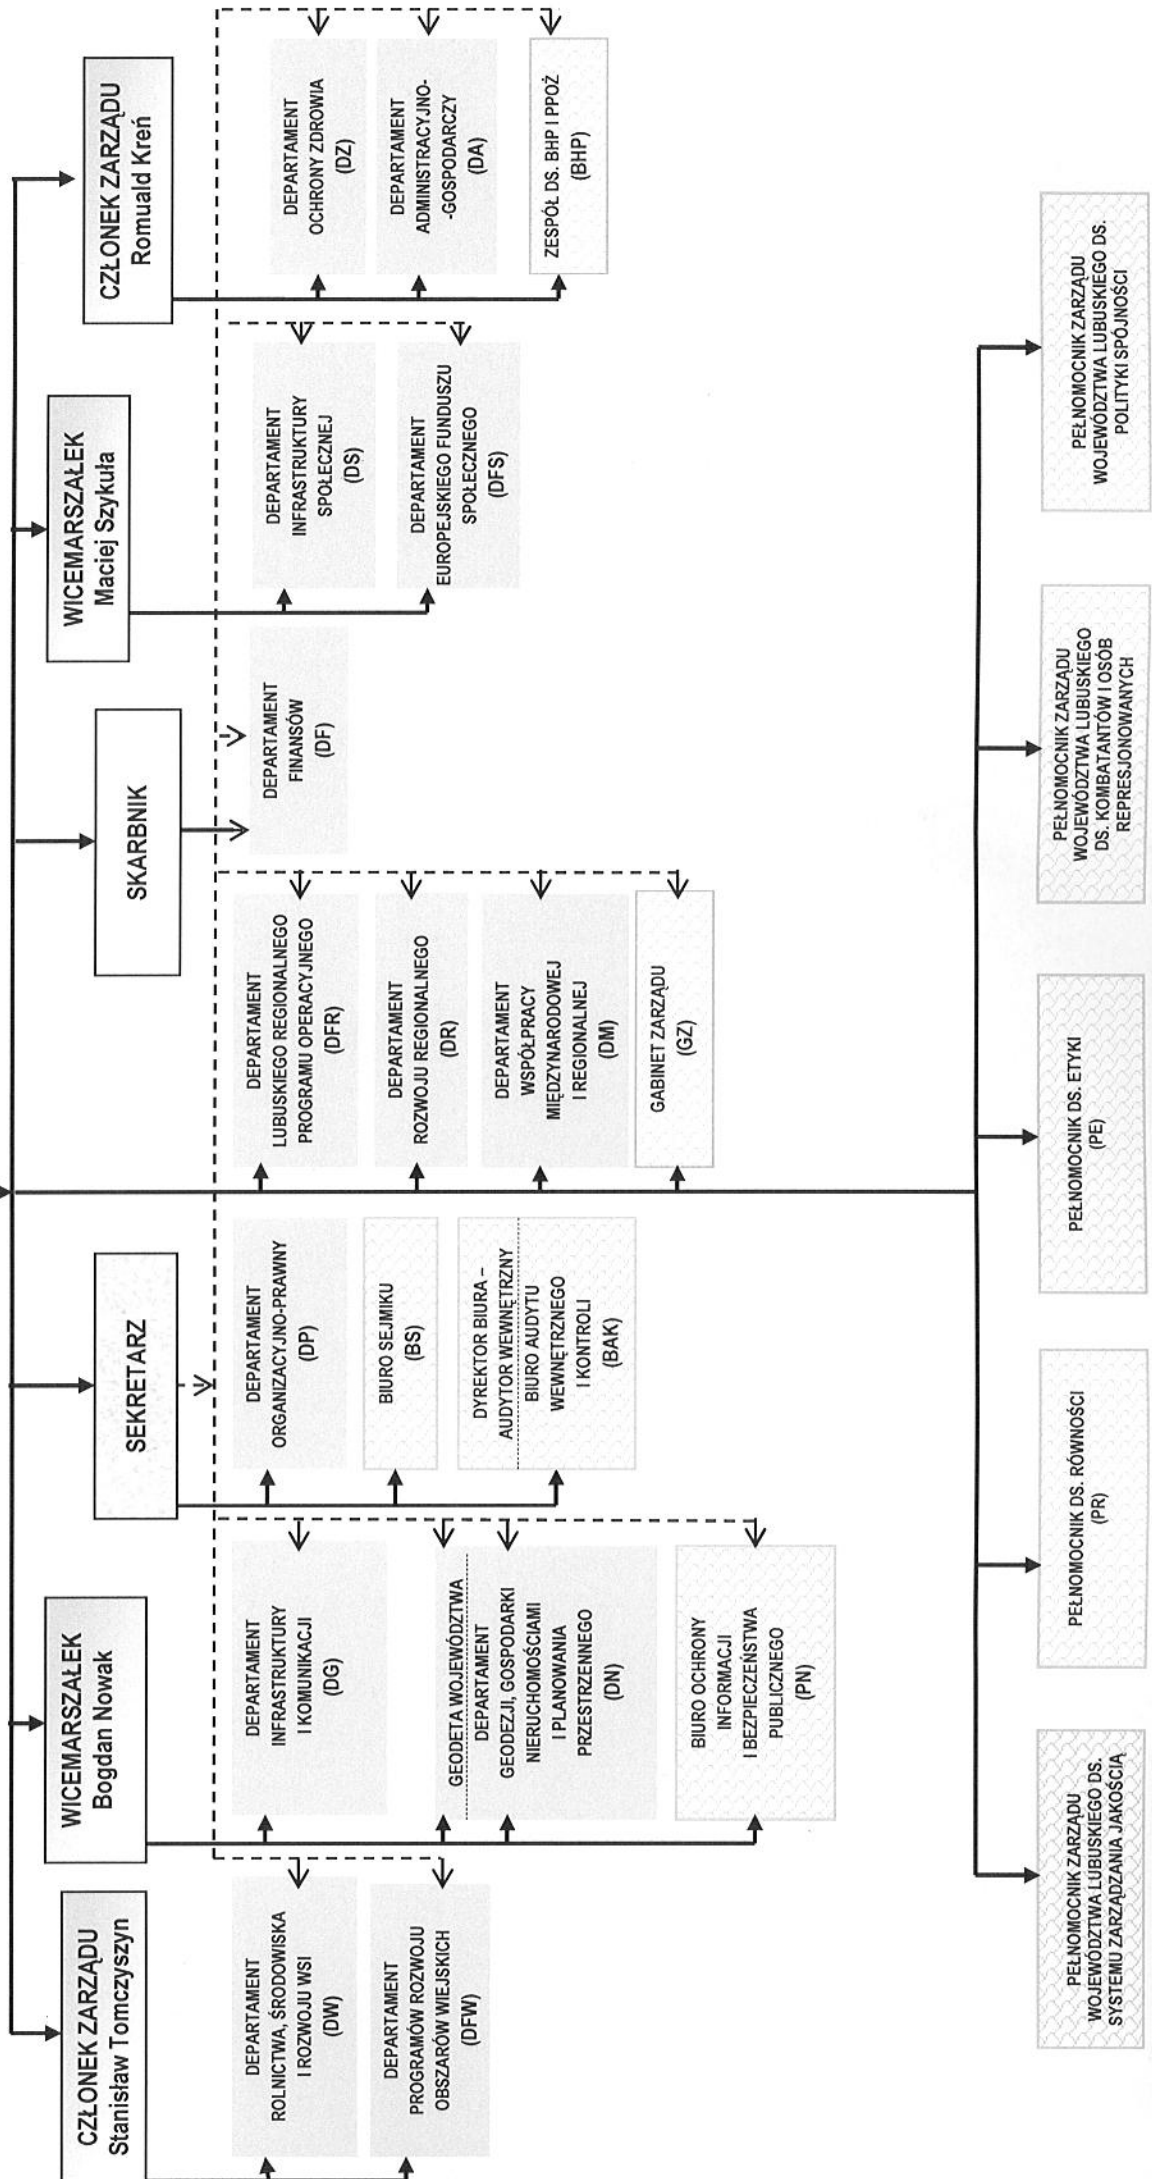 CZŁONEK ZARZĄDU
Stanisław Tomczyszyn
WICEMARSZAŁEK
Bogdan Nowak
SEKRETARZ
SKARBNIK
WICEMARSZAŁEK
Maciej Szykuła
CZŁONEK ZARZĄDU
Romuald Kreń
DEPARTAMENT
ROLNICTWA, ŚRODOWISKA
I ROZWOJU WSI
(DW)
DEPARTAMENT
PROGRAMÓW ROZWOJU
OBSZARÓW WIEJSKICH
(DFW)
DEPARTAMENT
INFRASTRUKTURY
I KOMUNIKACJI
(DG)
GEODETA WOJEWÓDZTWA
DEPARTAMENT
GEODEZJI, GOSPODARKI
NIERUCHOMOŚCIAMI
I PLANOWANIA
PRZESTRZENNEGO
(DN)
BIURO OCHRONY
INFORMACJI
I BEZPIECZEŃSTWA
PUBLICZNEGO
(PN)
DEPARTAMENT
ORGANIZACYJNO-PRAWNY
(DP)
BIURO SEJMIKU
(BS)
DYREKTOR BIURA –
AUDYTOR WEWNĘTRZNY
BIURO AUDYTU
WEWNĘTRZNEGO
I KONTROLI
(BAK)
DEPARTAMENT
LUBUSKIEGO REGIONALNEGO
PROGRAMU OPERACYJNEGO
(DFR)
DEPARTAMENT
ROZWOJU REGIONALNEGO
(DR)
DEPARTAMENT
WSPÓŁPRACY
MIĘDZYNARODOWEJ
I REGIONALNEJ
(DM)
GABINET ZARZĄDU
(GZ)
DEPARTAMENT
FINANSÓW
(DF)
DEPARTAMENT
INFRASTRUKTURY
SPOŁECZNEJ
(DS)
DEPARTAMENT
EUROPEJSKIEGO FUNDUSZU
SPOŁECZNEGO
(DFS)
DEPARTAMENT
OCHRONY ZDROWIA
(DZ)
DEPARTAMENT
ADMINISTRACYJNO-
-GOSPODARCZY
(DA)
ZESPÓŁ DS. BHP I PPOŻ
(BHP)
PEŁNOMOCNIK ZARZĄDU
WOJEWÓDZTWA LUBUSKIEGO DS.
SYSTEMU ZARZĄDZANIA JAKOŚCIĄ
PEŁNOMOCNIK DS. RÓWNOŚCI
(PR)
PEŁNOMOCNIK DS. ETYKI
(PE)
PEŁNOMOCNIK ZARZĄDU
WOJEWÓDZTWA LUBUSKIEGO
DS. KOMBATANTÓW I OSÓB
REPRESJONOWANYCH
PEŁNOMOCNIK ZARZĄDU
WOJEWÓDZTWA LUBUSKIEGO DS.
POLITYKI SPÓJNOŚCI